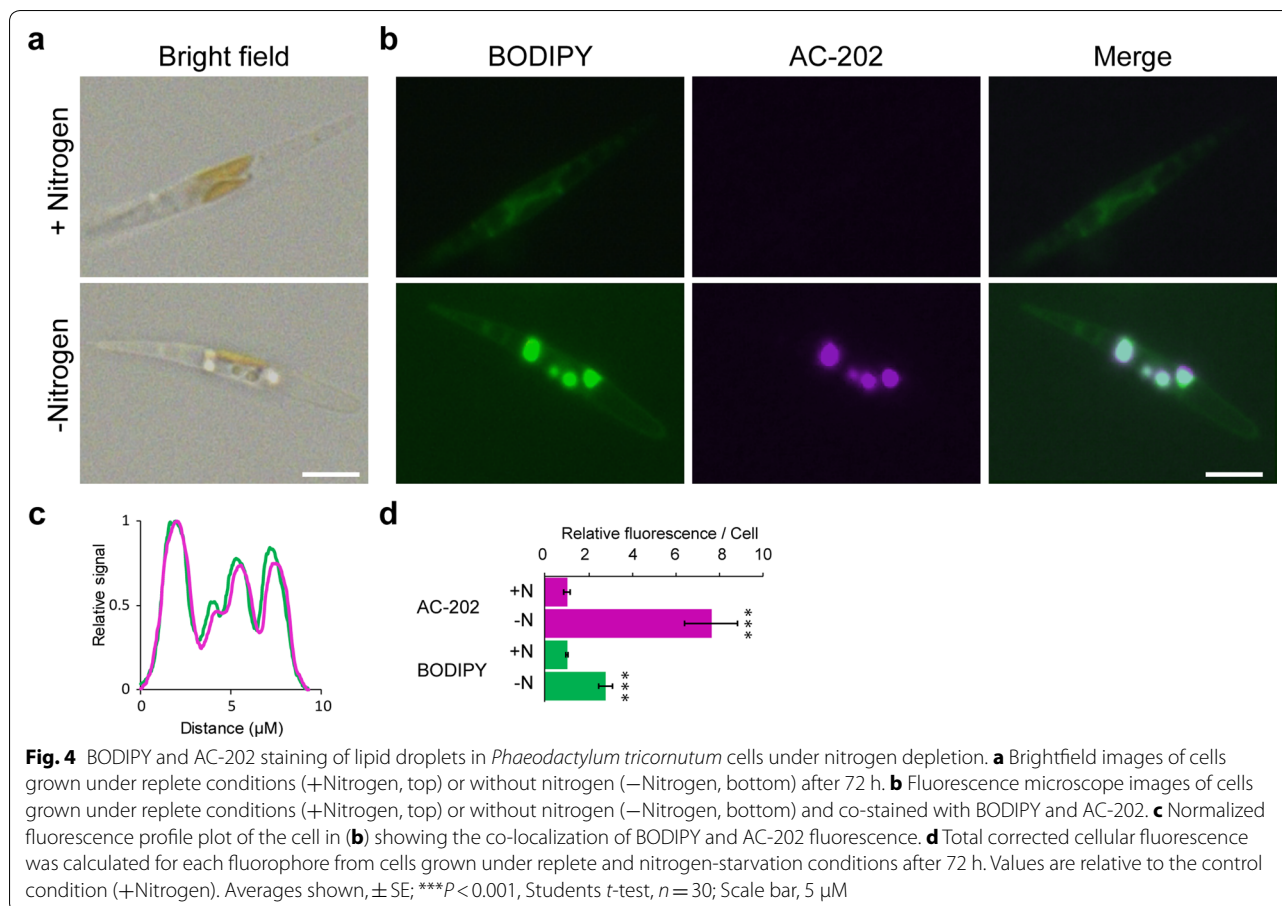 a
b
Bright field
BODIPY
AC-202
Merge
+ Nitrogen
-Nitrogen
c
1
0.5
0
Relative signal
0
5
10
Distance (µM)
d
Relative fluorescence / Cell
0 2 4 6 8 10
AC-202
+N
-N
***
BODIPY
+N
-N
***
Fig. 4 BODIPY and AC-202 staining of lipid droplets in Phaeodactylum tricornutum cells under nitrogen depletion. a Brightfield images of cells
grown under replete conditions (+Nitrogen, top) or without nitrogen (−Nitrogen, bottom) after 72 h. b Fluorescence microscope images of cells
grown under replete conditions (+Nitrogen, top) or without nitrogen (−Nitrogen, bottom) and co-stained with BODIPY and AC-202. c Normalized
fluorescence profile plot of the cell in (b) showing the co-localization of BODIPY and AC-202 fluorescence. d Total corrected cellular fluorescence
was calculated for each fluorophore from cells grown under replete and nitrogen-starvation conditions after 72 h. Values are relative to the control
condition (+Nitrogen). Averages shown, ± SE; ***P < 0.001, Students t-test, n = 30; Scale bar, 5 µM